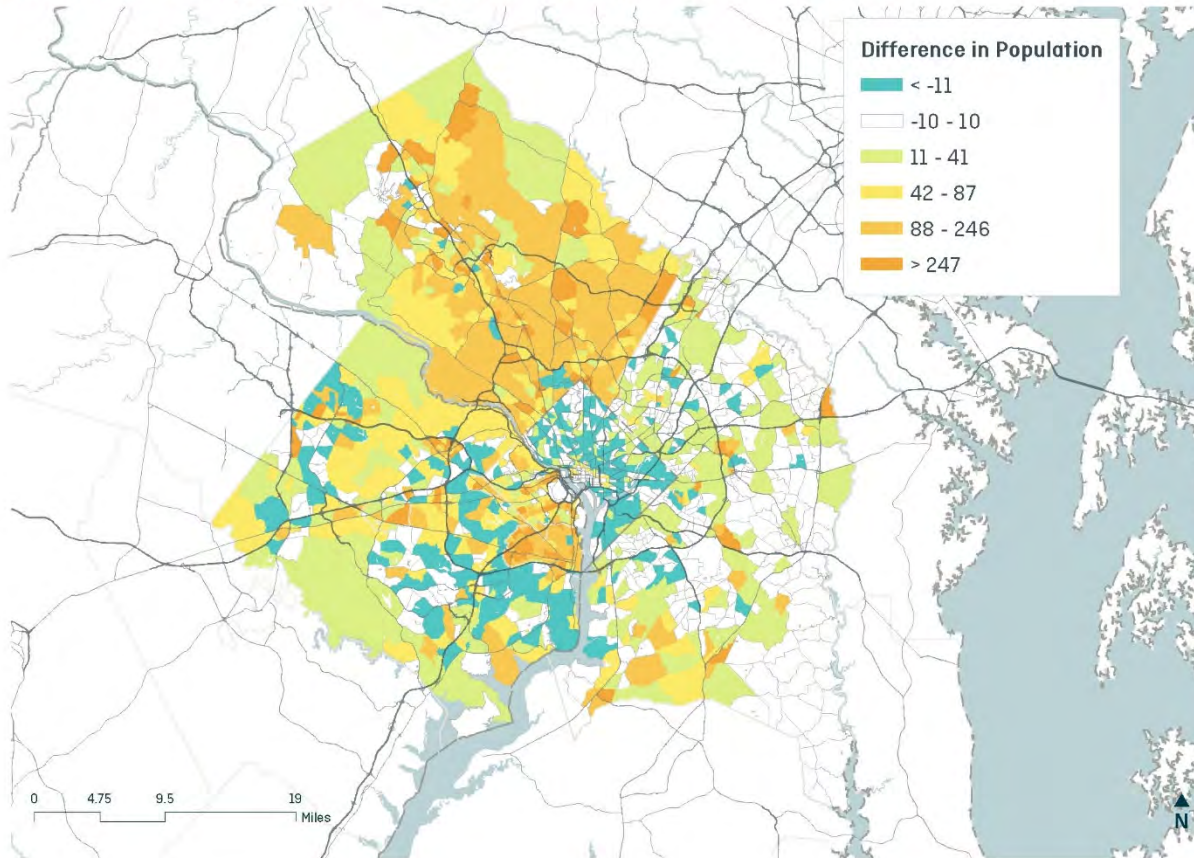 Difference in Population
< -11
-10 - 10
11 - 41
42 - 87
88 - 246
> 247
0 4.75 9.5 19
Miles
N